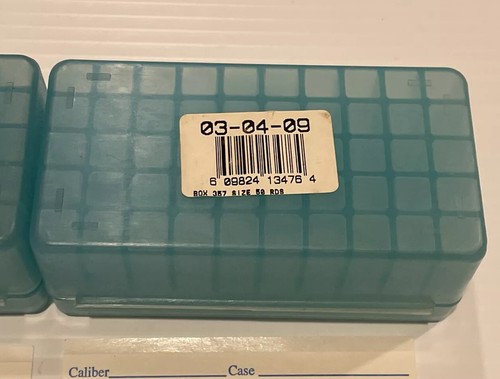 03-04-09
6 09824 13476 4
BOX 357 SIZE 50 RDS
Caliber Case